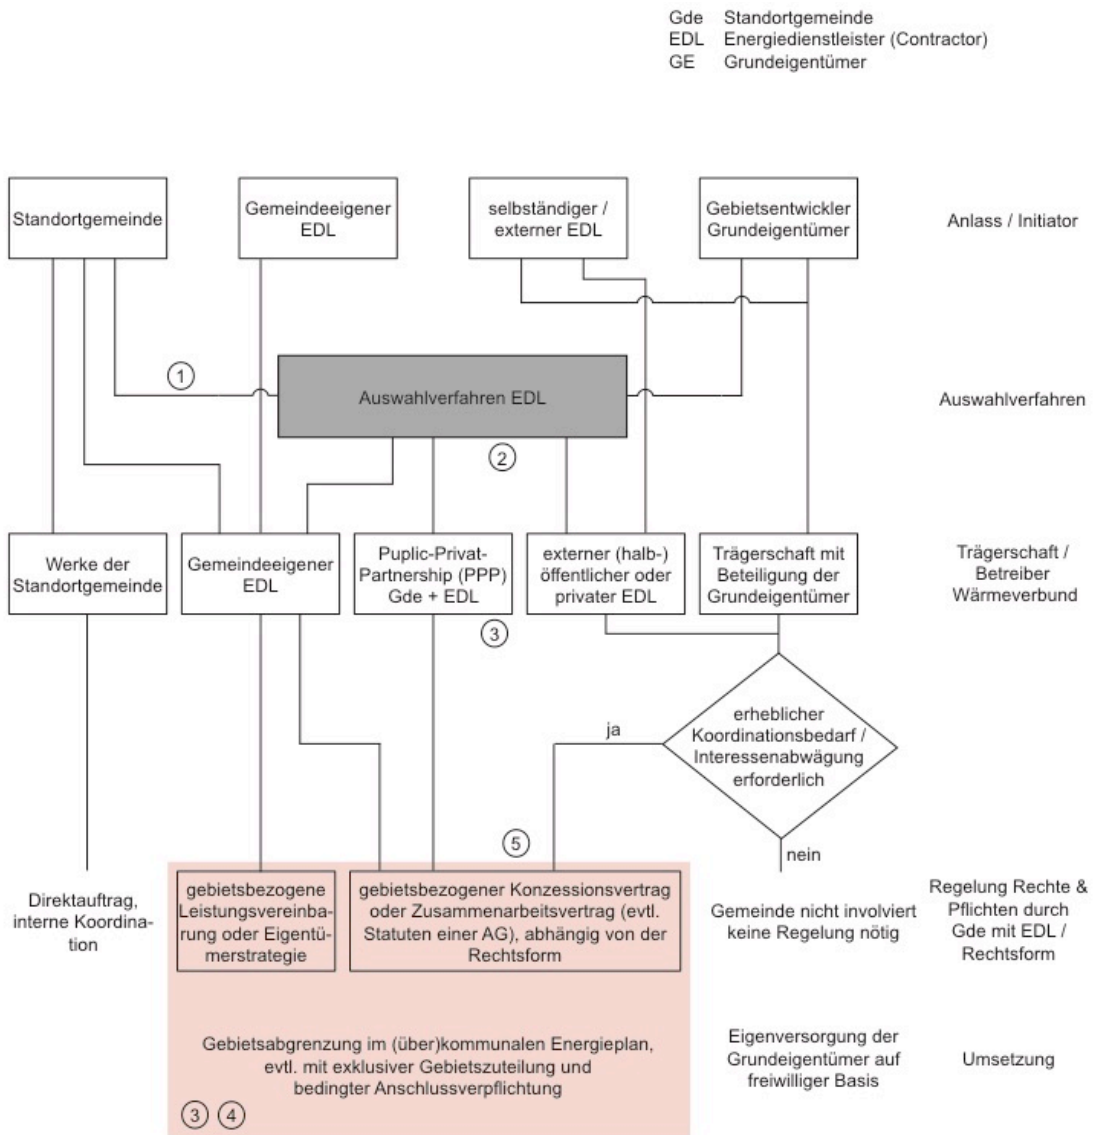 Gde Standortgemeinde
EDL Energiedienstleister (Contractor)
GE Grundeigentümer
Standortgemeinde
Gemeindeeigener
EDL
selbständiger /
externer EDL
Gebietsentwickler
Grundeigentümer
Anlass / Initiator
1
Auswahlverfahren EDL
Auswahlverfahren
2
Werke der
Standortgemeinde
Gemeindeeigener
EDL
Puplic-Privat-
Partnership (PPP)
Gde + EDL
externer (halb-)
öffentlicher oder
privater EDL
Trägerschaft mit
Beteiligung der
Grundeigentümer
Trägerschaft /
Betreiber
Wärmeverbund
3
ja
erheblicher
Koordinationsbedarf /
Interessenabwägung
erforderlich
5
nein
Direktauftrag,
interne Koordina-
tion
gebietsbezogene
Leistungsvereinba-
rung oder Eigentü-
merstrategie
gebietsbezogener Konzessionsvertrag
oder Zusammenarbeitsvertrag (evtl.
Statuten einer AG), abhängig von der
Rechtsform
Gemeinde nicht involviert
keine Regelung nötig
Regelung Rechte &
Pflichten durch
Gde mit EDL /
Rechtsform
Gebietsabgrenzung im (über)kommunalen Energieplan,
evtl. mit exklusiver Gebietszuteilung und
bedingter Anschlussverpflichtung
Eigenversorgung der
Grundeigentümer auf
freiwilliger Basis
Umsetzung
3 4